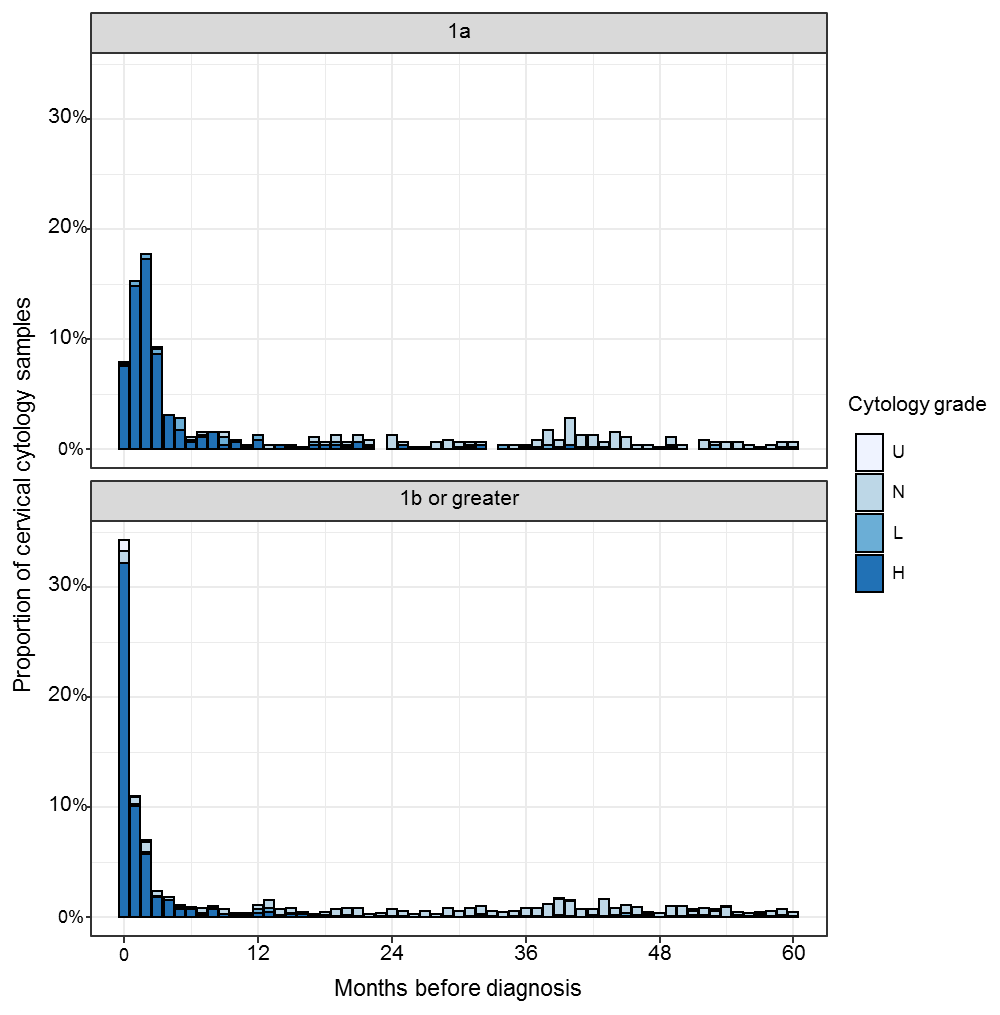 1a
30%
20%
10%
0%
1b or greater
30%
20%
10%
0%
0 12 24 36 48 60
Months before diagnosis
Proportion of cervical cytology samples
Cytology grade
U
N
L
H